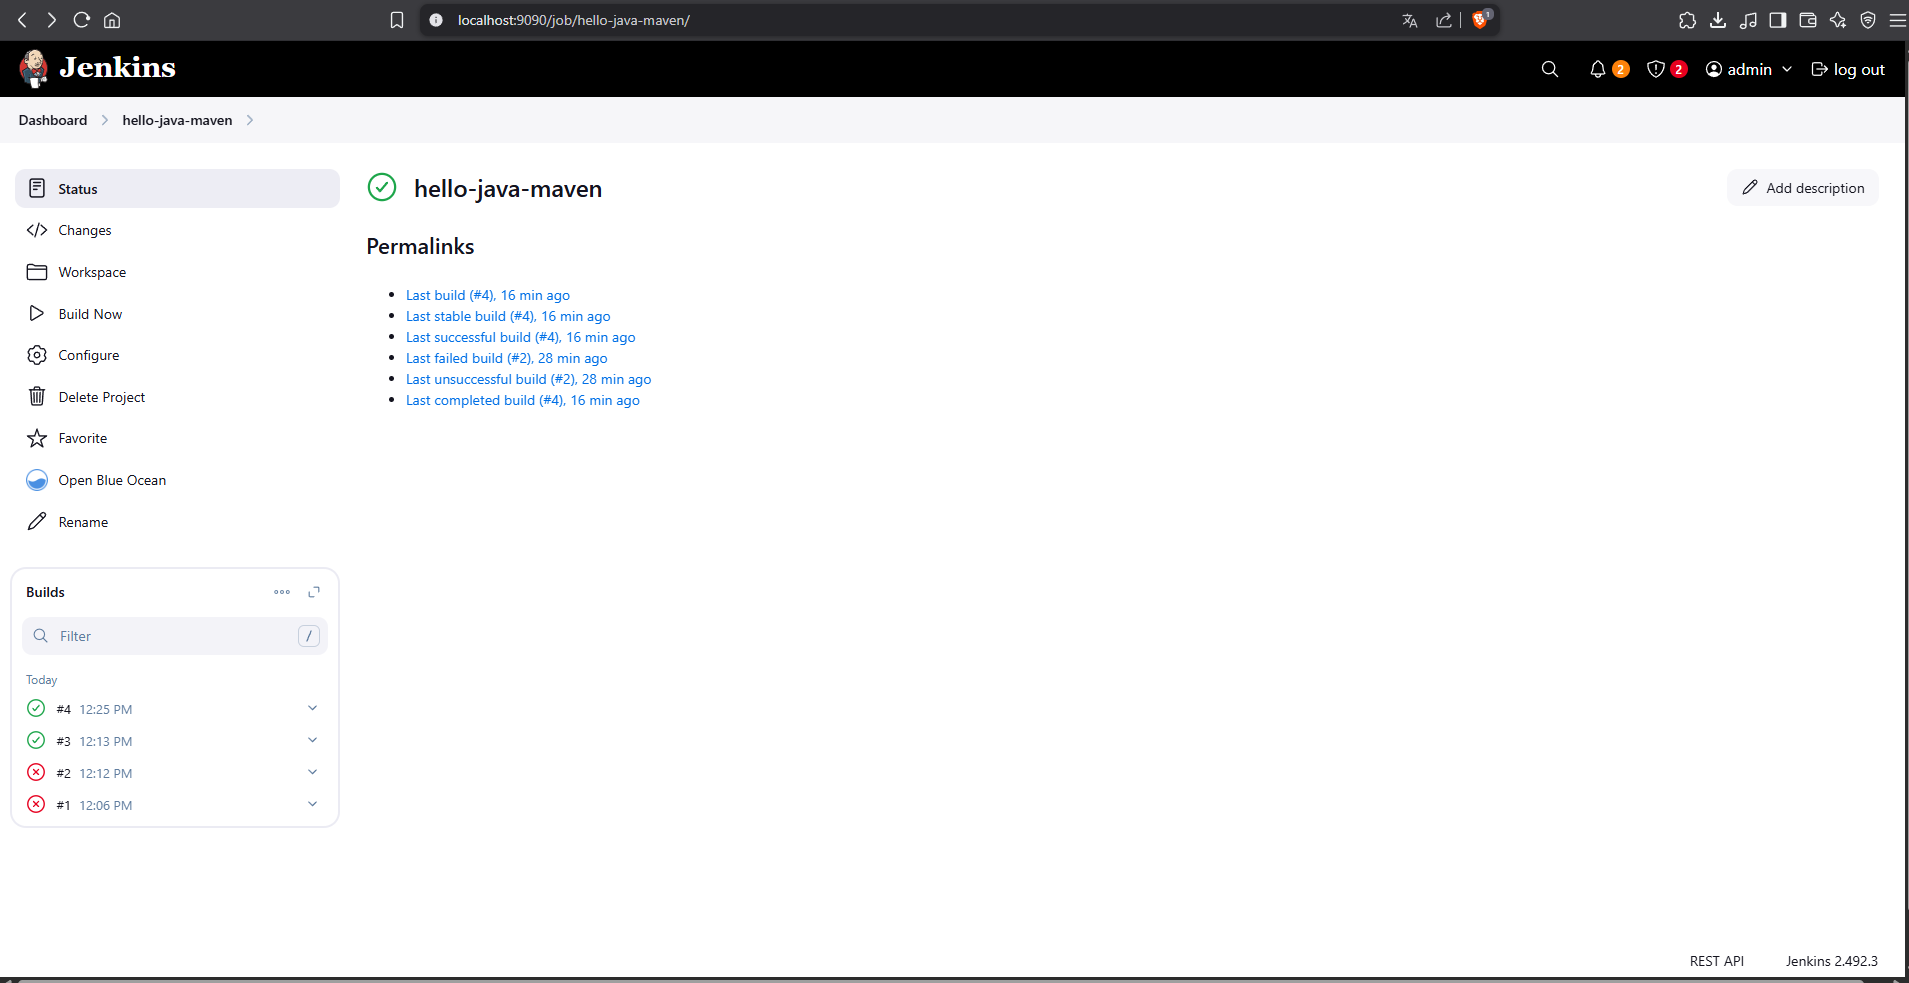 localhost:9090/job/hello-java-maven/
1
Jenkins
2
2
admin
log out
Dashboard
hello-java-maven
Status
Changes
Workspace
Build Now
Configure
Delete Project
Favorite
Open Blue Ocean
Rename
Builds
Filter
/
Today
#4 12:25 PM
#3 12:13 PM
#2 12:12 PM
#1 12:06 PM
hello-java-maven
Add description
Permalinks
Last build (#4), 16 min ago
Last stable build (#4), 16 min ago
Last successful build (#4), 16 min ago
Last failed build (#2), 28 min ago
Last unsuccessful build (#2), 28 min ago
Last completed build (#4), 16 min ago
REST API
Jenkins 2.492.3